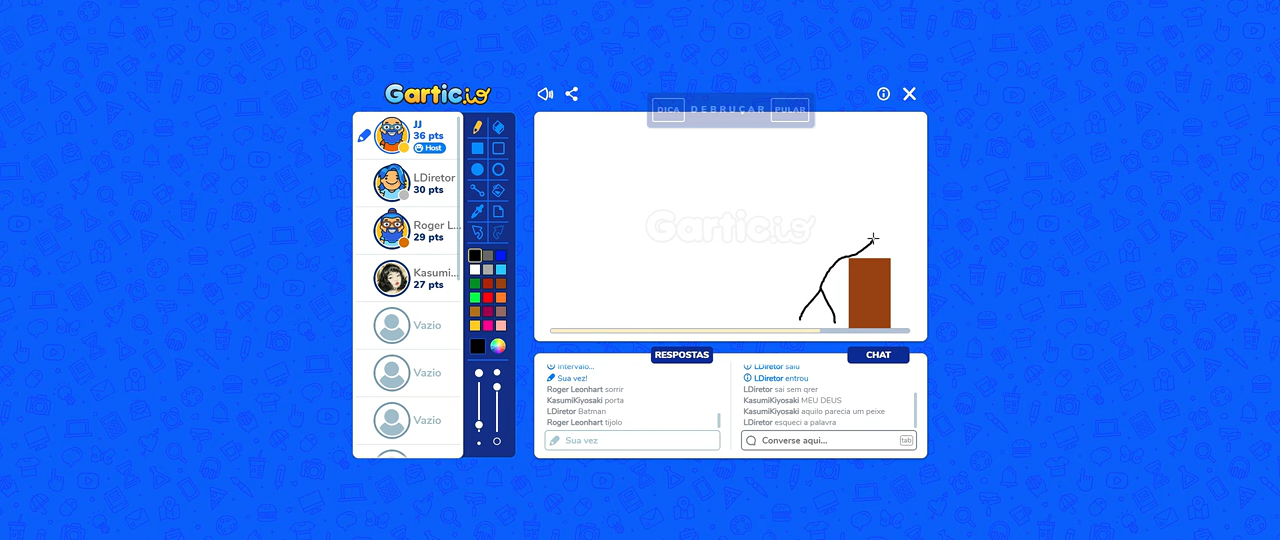 Gartic.io
DICA DEBRUÇAR PULAR
JJ
36 pts
Host
LDiretor
30 pts
Roger L...
29 pts
Kasumi...
27 pts
Vazio
Vazio
Vazio
Gartic.io
RESPOSTAS
Intervalo...
Sua vez!
Roger Leonhart sorrir
KasumiKiyosaki porta
LDiretor Batman
Roger Leonhart tijolo
Sua vez
CHAT
LDiretor saiu
LDiretor entrou
LDiretor sai sem qrer
KasumiKiyosaki MEU DEUS
KasumiKiyosaki aquilo parecia um peixe
LDiretor esqueci a palavra
Converse aqui...
tab